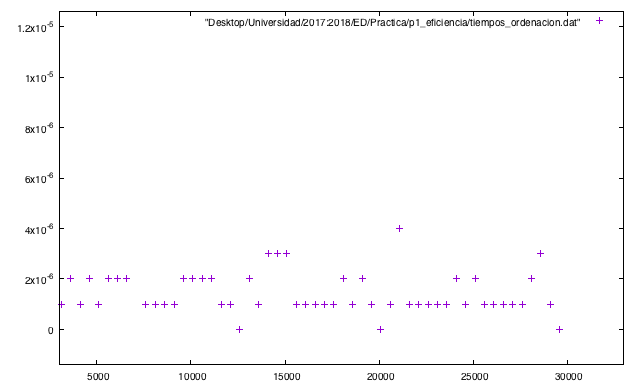 "Desktop/Universidad/2017:2018/ED/Practica/p1_eficiencia/tiempos_ordenacion.dat"
1.2x10-5
1x10-5
8x10-6
6x10-6
4x10-6
2x10-6
0
5000 10000 15000 20000 25000 30000